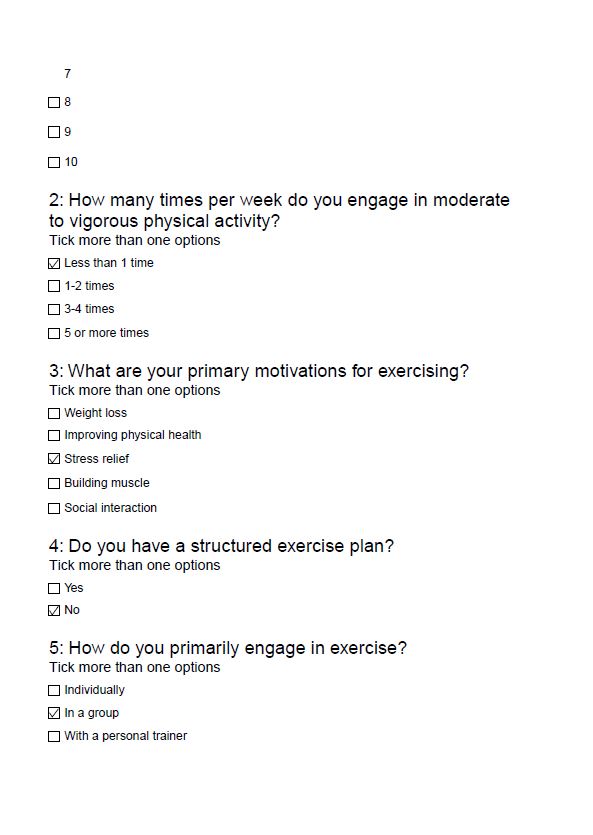 7
8
9
10
2: How many times per week do you engage in moderate
to vigorous physical activity?
Tick more than one options
Less than 1 time
1-2 times
3-4 times
5 or more times
3: What are your primary motivations for exercising?
Tick more than one options
Weight loss
Improving physical health
Stress relief
Building muscle
Social interaction
4: Do you have a structured exercise plan?
Tick more than one options
Yes
No
5: How do you primarily engage in exercise?
Tick more than one options
Individually
In a group
With a personal trainer